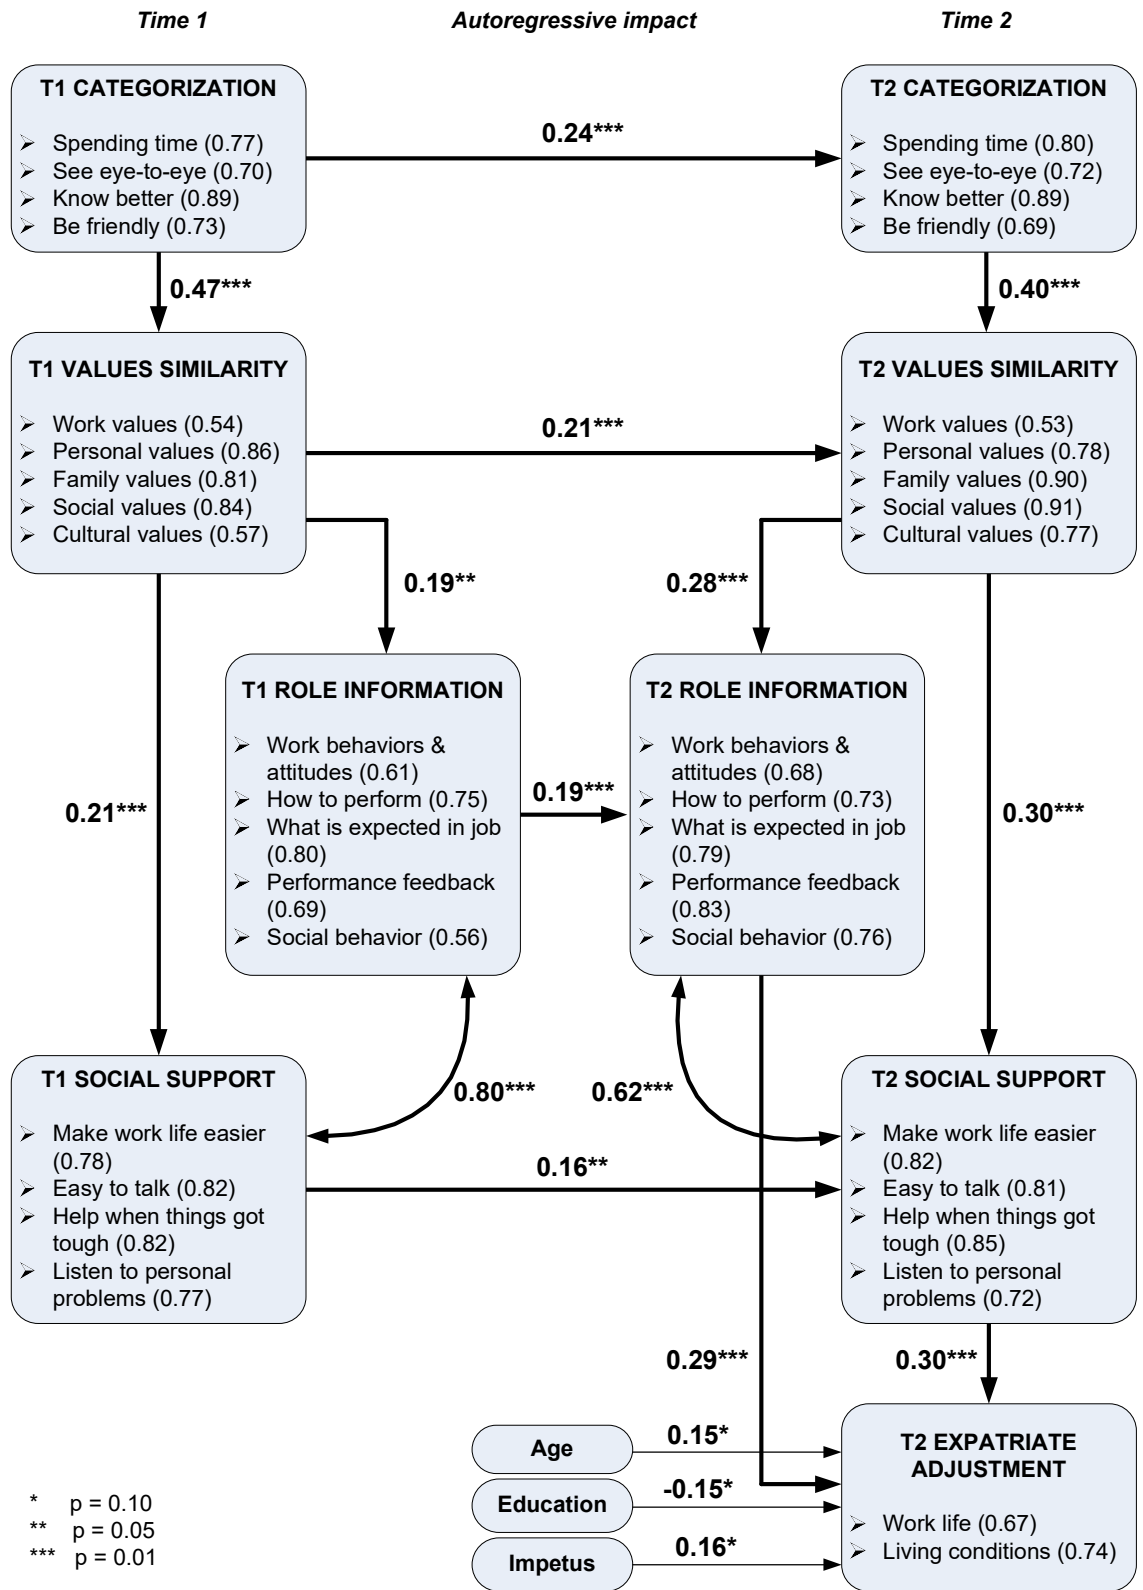 Time 1
Autoregressive impact
Time 2
T1 CATEGORIZATION
➢ Spending time (0.77)
➢ See eye-to-eye (0.70)
➢ Know better (0.89)
➢ Be friendly (0.73)
0.24***
T2 CATEGORIZATION
➢ Spending time (0.80)
➢ See eye-to-eye (0.72)
➢ Know better (0.89)
➢ Be friendly (0.69)
0.47***
0.40***
T1 VALUES SIMILARITY
➢ Work values (0.54)
➢ Personal values (0.86)
➢ Family values (0.81)
➢ Social values (0.84)
➢ Cultural values (0.57)
0.21***
T2 VALUES SIMILARITY
➢ Work values (0.53)
➢ Personal values (0.78)
➢ Family values (0.90)
➢ Social values (0.91)
➢ Cultural values (0.77)
0.19**
0.28***
T1 ROLE INFORMATION
➢ Work behaviors &
attitudes (0.61)
➢ How to perform (0.75)
➢ What is expected in job
(0.80)
➢ Performance feedback
(0.69)
➢ Social behavior (0.56)
0.19***
T2 ROLE INFORMATION
➢ Work behaviors &
attitudes (0.68)
➢ How to perform (0.73)
➢ What is expected in job
(0.79)
➢ Performance feedback
(0.83)
➢ Social behavior (0.76)
0.21***
0.30***
0.80***
0.62***
T1 SOCIAL SUPPORT
➢ Make work life easier
(0.78)
➢ Easy to talk (0.82)
➢ Help when things got
tough (0.82)
➢ Listen to personal
problems (0.77)
0.16**
T2 SOCIAL SUPPORT
➢ Make work life easier
(0.82)
➢ Easy to talk (0.81)
➢ Help when things got
tough (0.85)
➢ Listen to personal
problems (0.72)
0.29***
0.30***
Age
0.15*
Education
-0.15*
Impetus
0.16*
T2 EXPATRIATE
ADJUSTMENT
➢ Work life (0.67)
➢ Living conditions (0.74)
* p = 0.10
** p = 0.05
*** p = 0.01